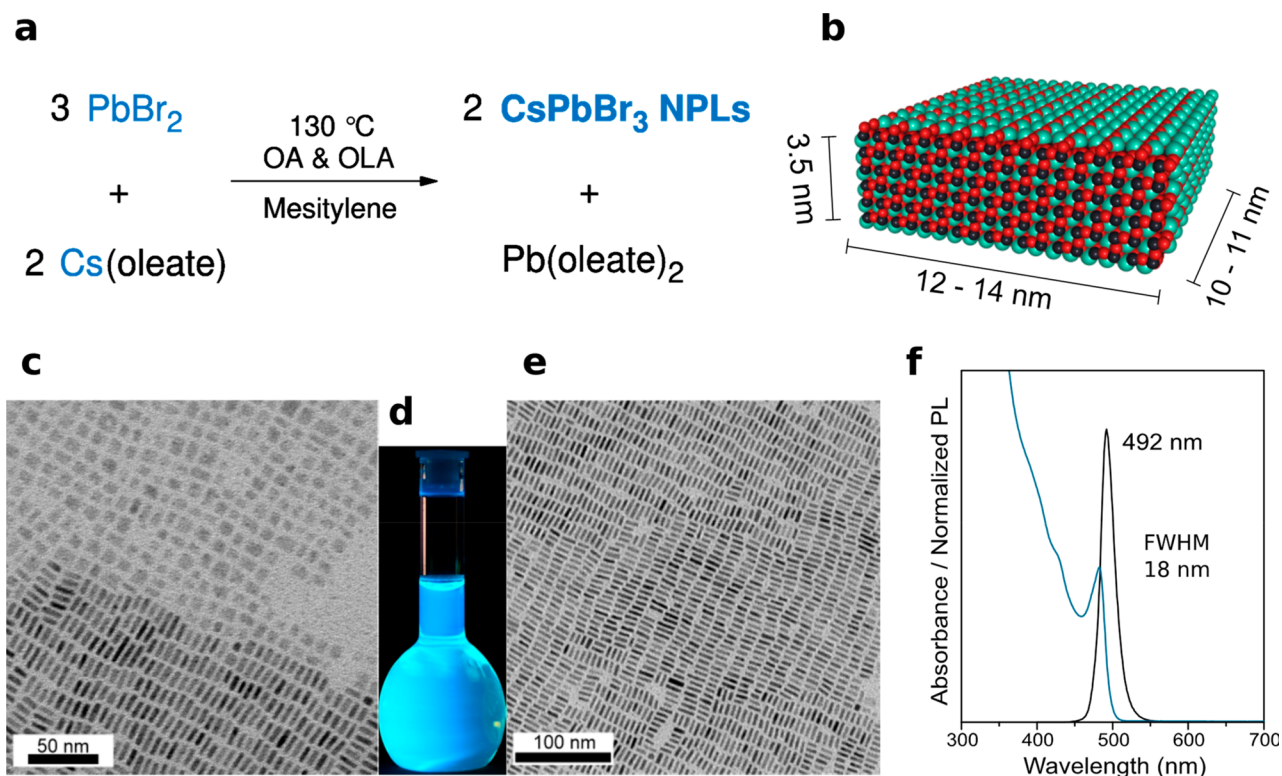 a
3 PbBr2
+
2 Cs(oleate)
130 °C
OA & OLA
Mesitylene
2 CsPbBr3 NPLs
+
Pb(oleate)2
b
3.5 nm
12 - 14 nm
10 - 11 nm
c
50 nm
d
e
100 nm
f
Absorbance / Normalized PL
492 nm
FWHM
18 nm
300 400 500 600 700
Wavelength (nm)